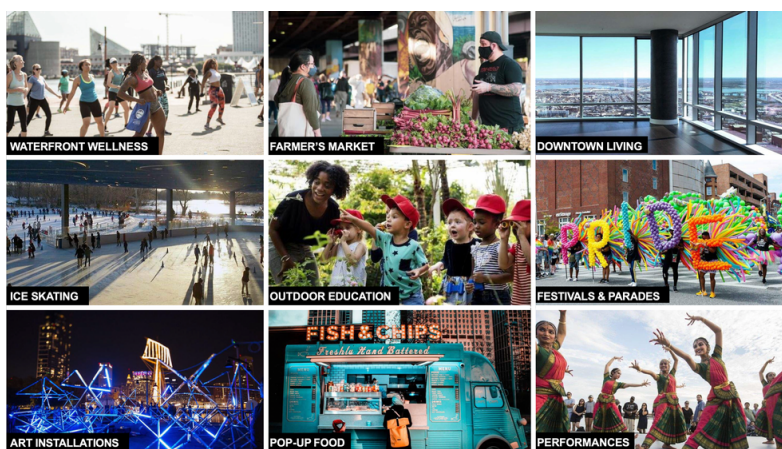 WATERFRONT WELLNESS
FARMER'S MARKET
DOWNTOWN LIVING
ICE SKATING
OUTDOOR EDUCATION
PRIDE
FESTIVALS & PARADES
ART INSTALLATIONS
FISH & CHIPS
Freshly Hand Battered
POP-UP FOOD
PERFORMANCES